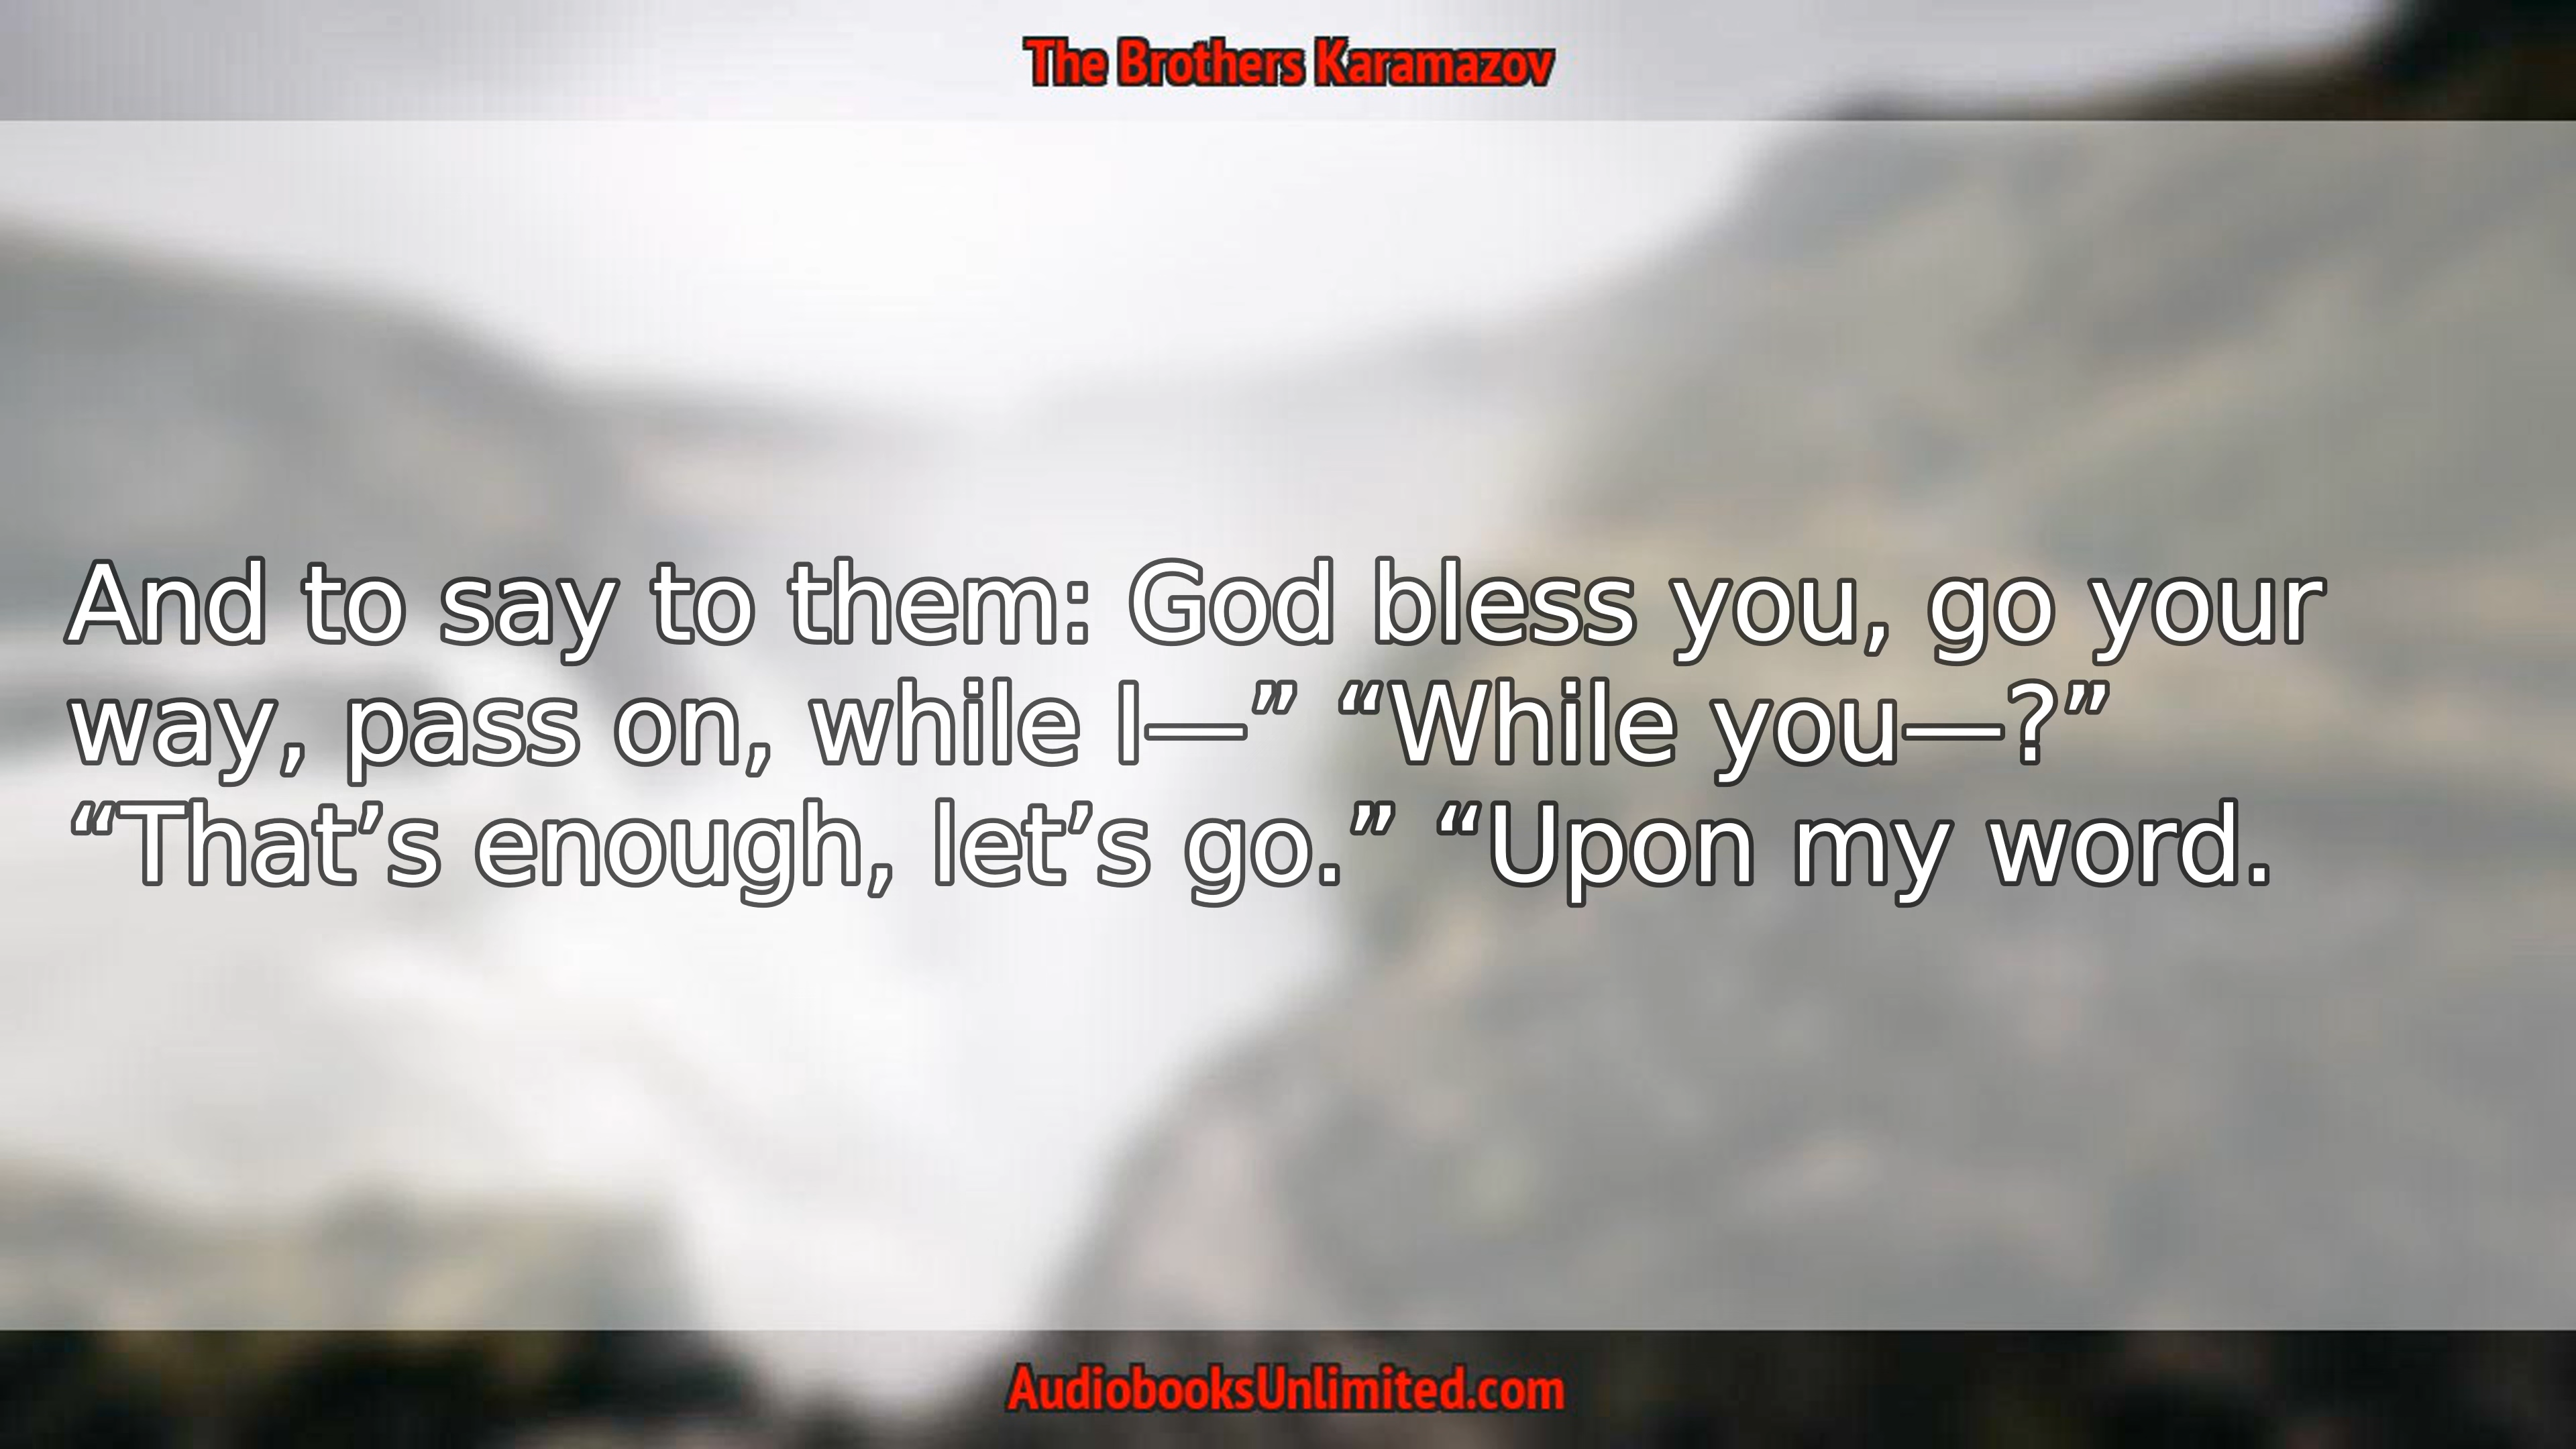 The Brothers Karamazov
And to say to them: God bless you, go your
way, pass on, while I—” “While you—?”
“That’s enough, let’s go.” “Upon my word.
AudiobooksUnlimited.com